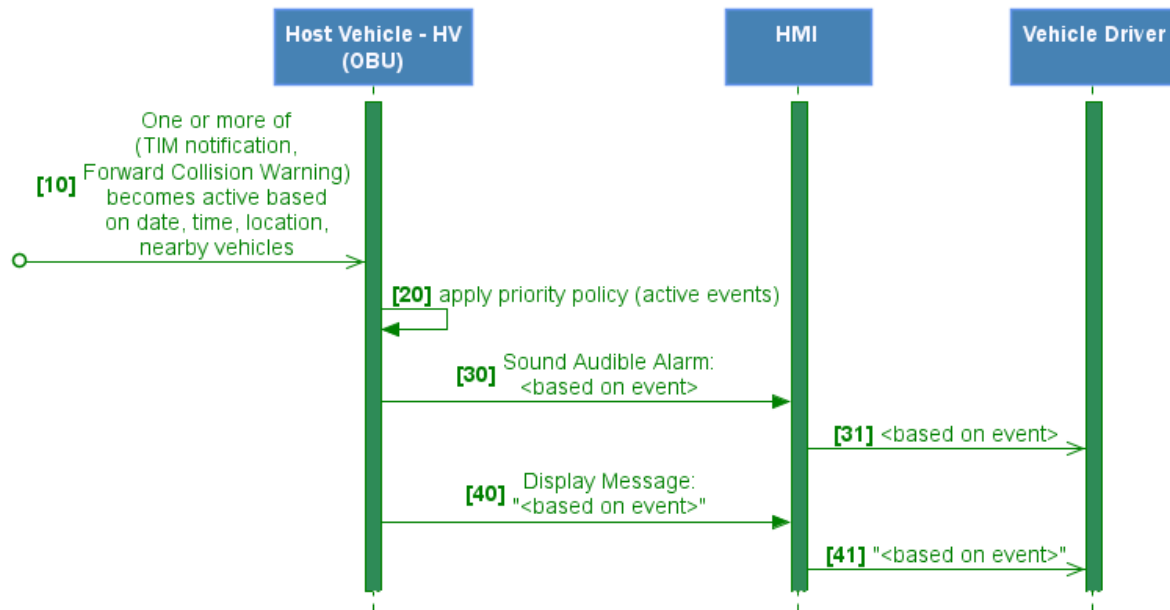 Host Vehicle - HV
(OBU)
HMI
Vehicle Driver
One or more of
(TIM notification,
[10] Forward Collision Warning)
becomes active based
on date, time, location,
nearby vehicles
[20] apply priority policy (active events)
[30] Sound Audible Alarm:
<based on event>
[31] <based on event>
[40] Display Message:
"<based on event>"
[41] "<based on event>"